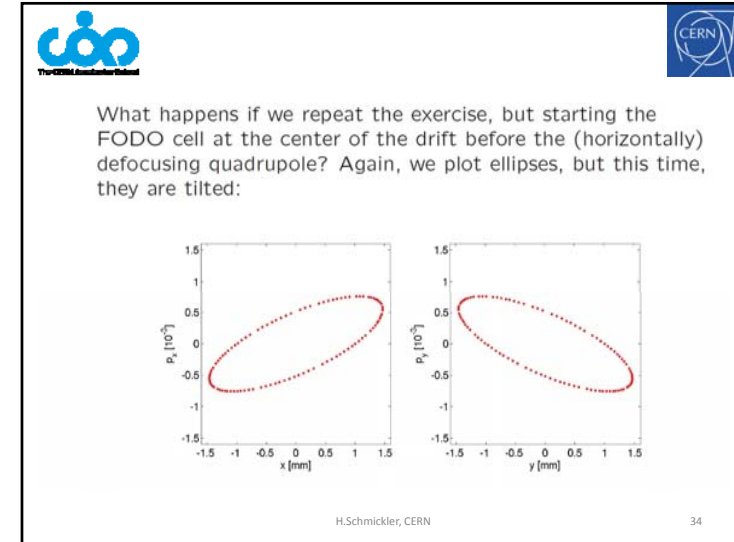 CERN
What happens if we repeat the exercise, but starting the
FODO cell at the center of the drift before the (horizontally)
defocusing quadrupole? Again, we plot ellipses, but this time,
they are tilted:
1.5
1
0.5
0
-0.5
-1
-1.5
pₓ [10⁻³]
-1.5 -1 -0.5 0 0.5 1 1.5
x [mm]
1.5
1
0.5
0
-0.5
-1
-1.5
-1.5 -1 -0.5 0 0.5 1 1.5
y [mm]
H.Schmickler, CERN
34